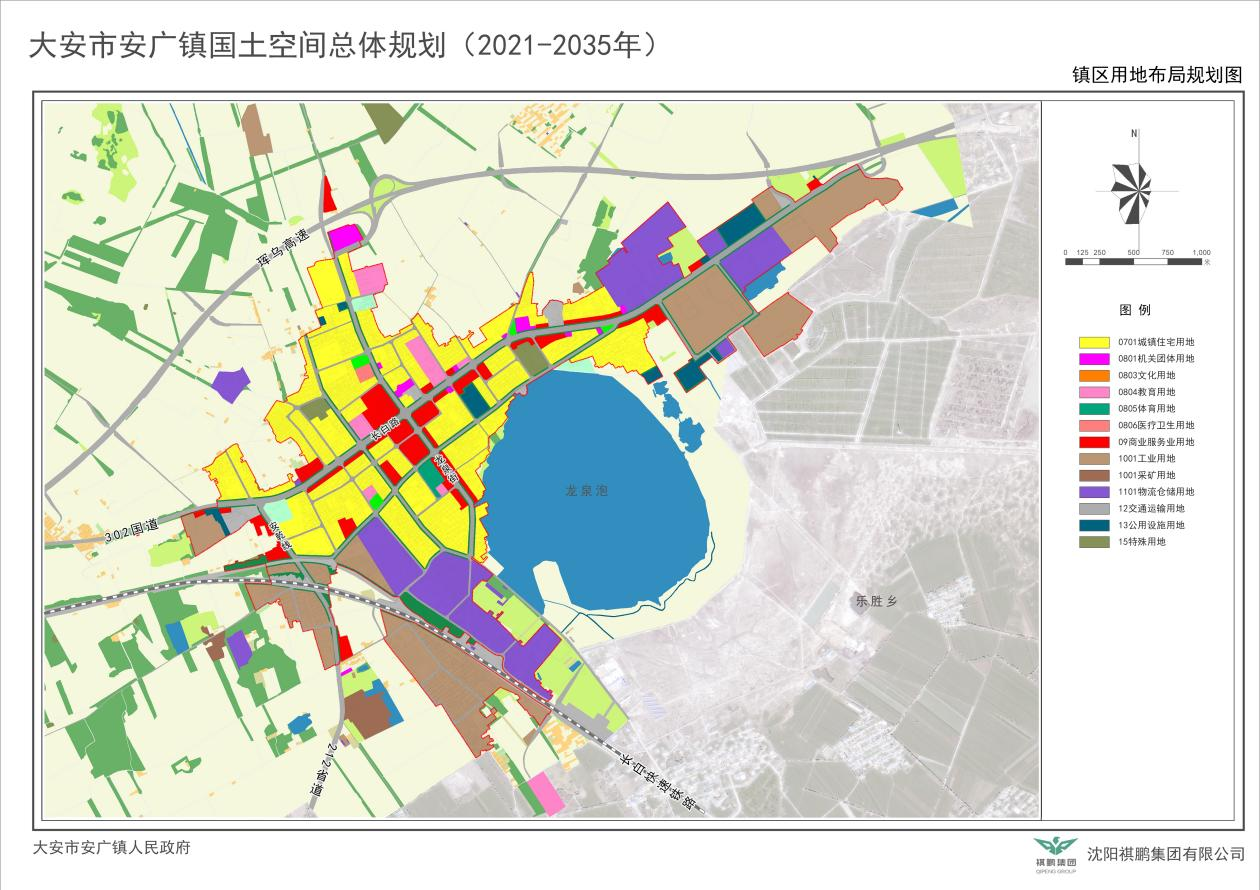 大安市安广镇国土空间总体规划（2021-2035年）
镇区用地布局规划图
N
0 125 250 500 750 1,000
米
图 例
0701城镇住宅用地
0801机关团体用地
0803文化用地
0804教育用地
0805体育用地
0806医疗卫生用地
09商业服务业用地
1001工业用地
1001采矿用地
1101物流仓储用地
12交通运输用地
13公用设施用地
15特殊用地
珲乌高速
长白路
龙泉泡
302国道
安乾线
乐胜乡
212省道
长白快速铁路
大安市安广镇人民政府
祺鹏集团
QIPENG GROUP
沈阳祺鹏集团有限公司